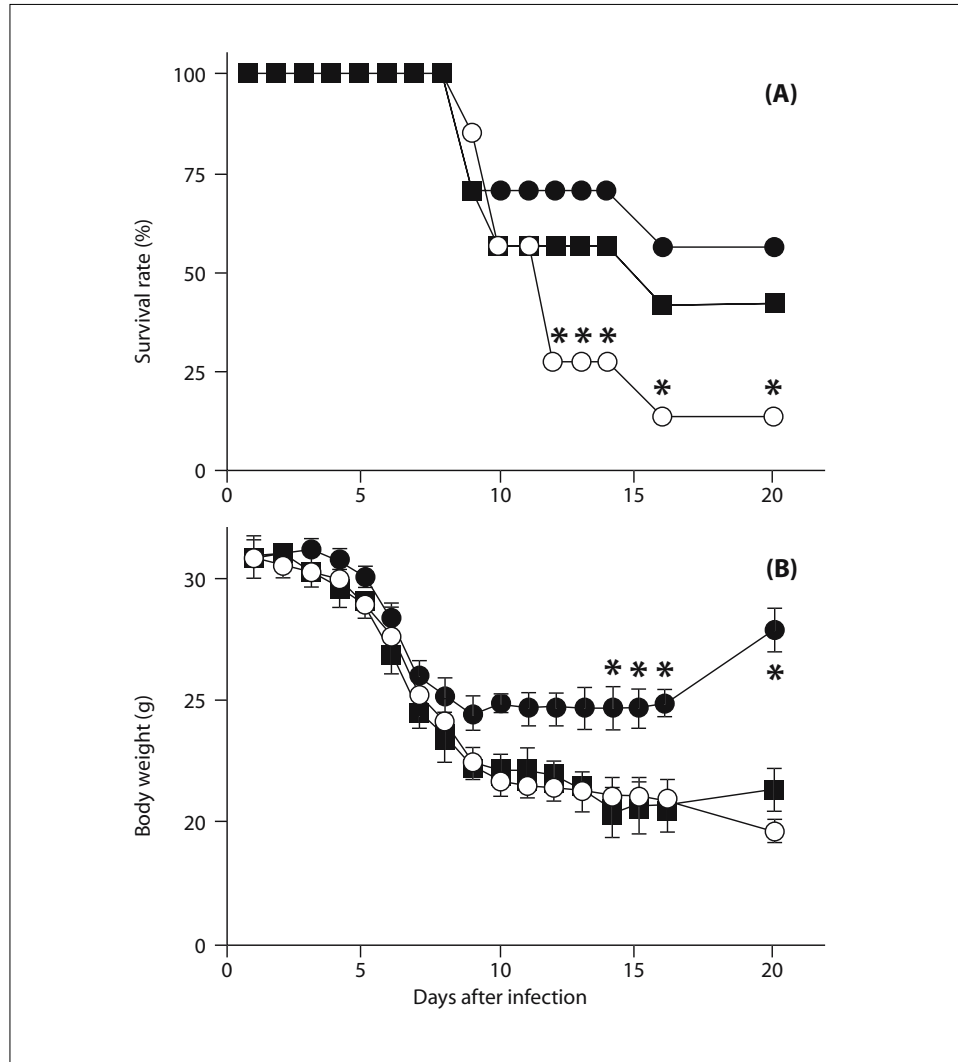 100
(A)
75
Survival rate (%)
50
* * *
25
* *
0
0 5 10 15 20
(B)
30
* * *
*
25
Body weight (g)
20
0
0 5 10 15 20
Days after infection